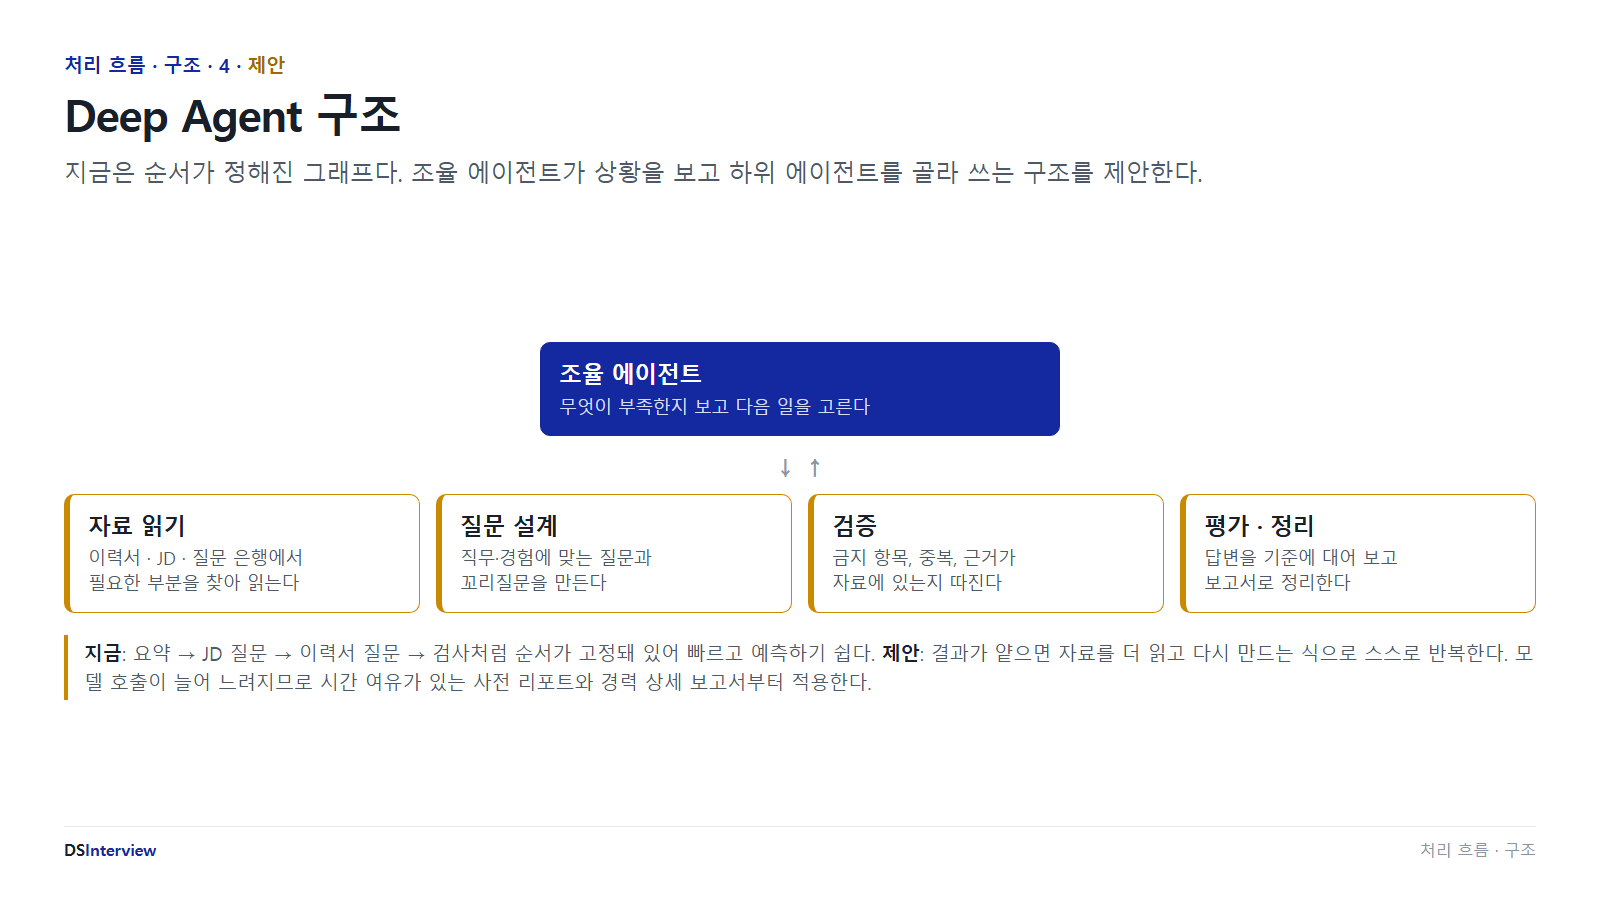 처리 흐름 · 구조 · 4 · 제안
Deep Agent 구조
지금은 순서가 정해진 그래프다. 조율 에이전트가 상황을 보고 하위 에이전트를 골라 쓰는 구조를 제안한다.
조율 에이전트
무엇이 부족한지 보고 다음 일을 고른다
↓ ↑
자료 읽기
이력서 · JD · 질문 은행에서
필요한 부분을 찾아 읽는다
질문 설계
직무·경험에 맞는 질문과
꼬리질문을 만든다
검증
금지 항목, 중복, 근거가
자료에 있는지 따진다
평가 · 정리
답변을 기준에 대어 보고
보고서로 정리한다
지금: 요약 → JD 질문 → 이력서 질문 → 검사처럼 순서가 고정돼 있어 빠르고 예측하기 쉽다. 제안: 결과가 얕으면 자료를 더 읽고 다시 만드는 식으로 스스로 반복한다. 모
델 호출이 늘어 느려지므로 시간 여유가 있는 사전 리포트와 경력 상세 보고서부터 적용한다.
DSInterview
처리 흐름 · 구조